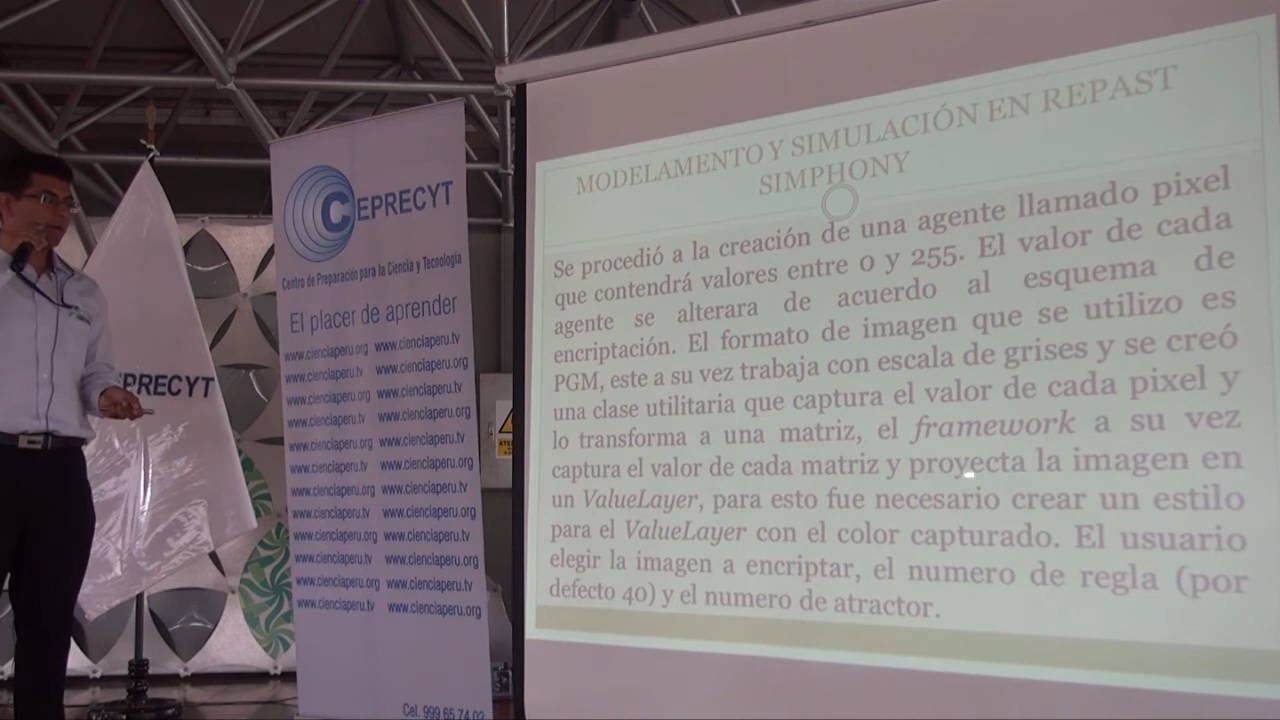 CEPRECYT
Centro de Preparación para la Ciencia y Tecnología
El placer de aprender
www.cienciaperu.org www.cienciaperu.tv
www.cienciaperu.tv www.cienciaperu.org
www.cienciaperu.org www.cienciaperu.tv
www.cienciaperu.tv www.cienciaperu.org
www.cienciaperu.org www.cienciaperu.tv
www.cienciaperu.tv www.cienciaperu.org
www.cienciaperu.org www.cienciaperu.tv
www.cienciaperu.tv www.cienciaperu.org
www.cienciaperu.org www.cienciaperu.tv
www.cienciaperu.tv www.cienciaperu.org
www.cienciaperu.org www.cienciaperu.tv
www.cienciaperu.tv www.cienciaperu.org
Cel. 999 65 74 02
EPRECYT
MODELAMENTO Y SIMULACIÓN EN REPAST
SIMPHONY
Se procedió a la creación de una agente llamado pixel
que contendrá valores entre 0 y 255. El valor de cada
agente se alterara de acuerdo al esquema de
encriptación. El formato de imagen que se utilizo es
PGM, este a su vez trabaja con escala de grises y se creó
una clase utilitaria que captura el valor de cada pixel y
lo transforma a una matriz, el framework a su vez
captura el valor de cada matriz y proyecta la imagen en
un ValueLayer, para esto fue necesario crear un estilo
para el ValueLayer con el color capturado. El usuario
elegir la imagen a encriptar, el numero de regla (por
defecto 40) y el numero de atractor.